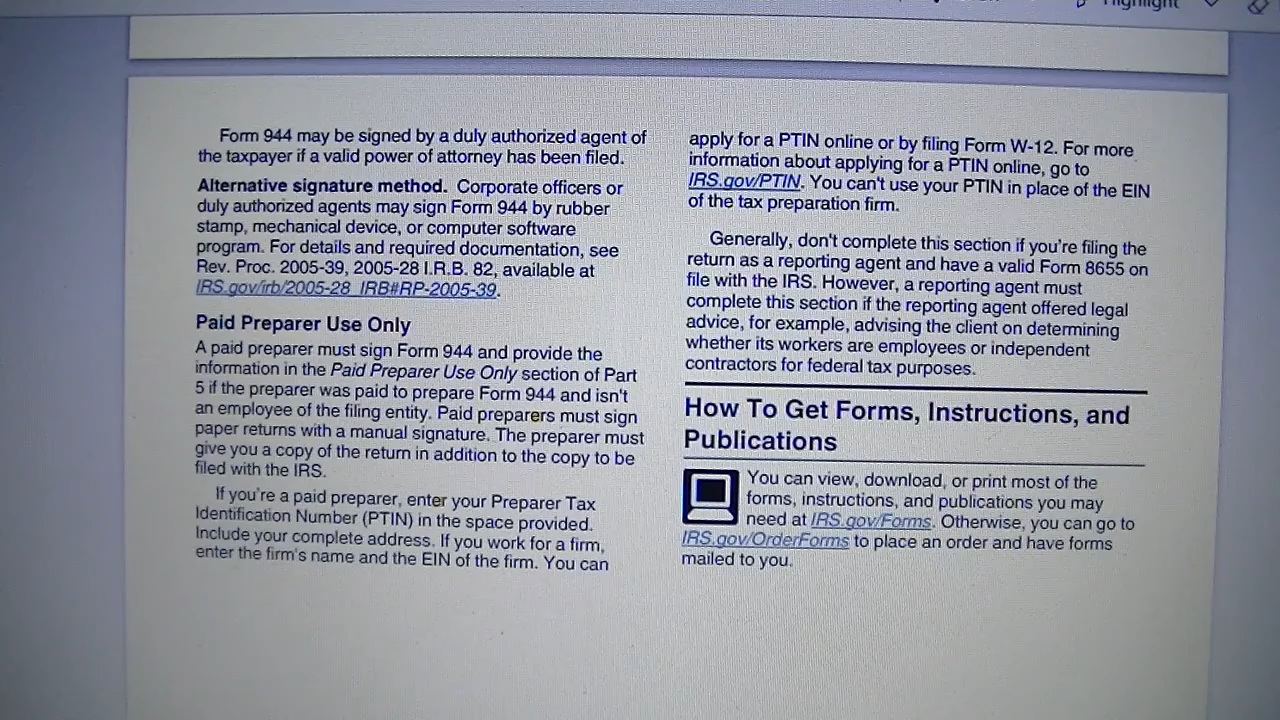 Highlight
Form 944 may be signed by a duly authorized agent of
the taxpayer if a valid power of attorney has been filed.
Alternative signature method. Corporate officers or
duly authorized agents may sign Form 944 by rubber
stamp, mechanical device, or computer software
program. For details and required documentation, see
Rev. Proc. 2005-39, 2005-28 I.R.B. 82, available at
IRS.gov/irb/2005-28_IRB#RP-2005-39.
Paid Preparer Use Only
A paid preparer must sign Form 944 and provide the
information in the Paid Preparer Use Only section of Part
5 if the preparer was paid to prepare Form 944 and isn't
an employee of the filing entity. Paid preparers must sign
paper returns with a manual signature. The preparer must
give you a copy of the return in addition to the copy to be
filed with the IRS.
If you're a paid preparer, enter your Preparer Tax
Identification Number (PTIN) in the space provided.
Include your complete address. If you work for a firm,
enter the firm's name and the EIN of the firm. You can
apply for a PTIN online or by filing Form W-12. For more
information about applying for a PTIN online, go to
IRS.gov/PTIN. You can't use your PTIN in place of the EIN
of the tax preparation firm.
Generally, don't complete this section if you're filing the
return as a reporting agent and have a valid Form 8655 on
file with the IRS. However, a reporting agent must
complete this section if the reporting agent offered legal
advice, for example, advising the client on determining
whether its workers are employees or independent
contractors for federal tax purposes.
How To Get Forms, Instructions, and
Publications
You can view, download, or print most of the
forms, instructions, and publications you may
need at IRS.gov/Forms. Otherwise, you can go to
IRS.gov/OrderForms to place an order and have forms
mailed to you.